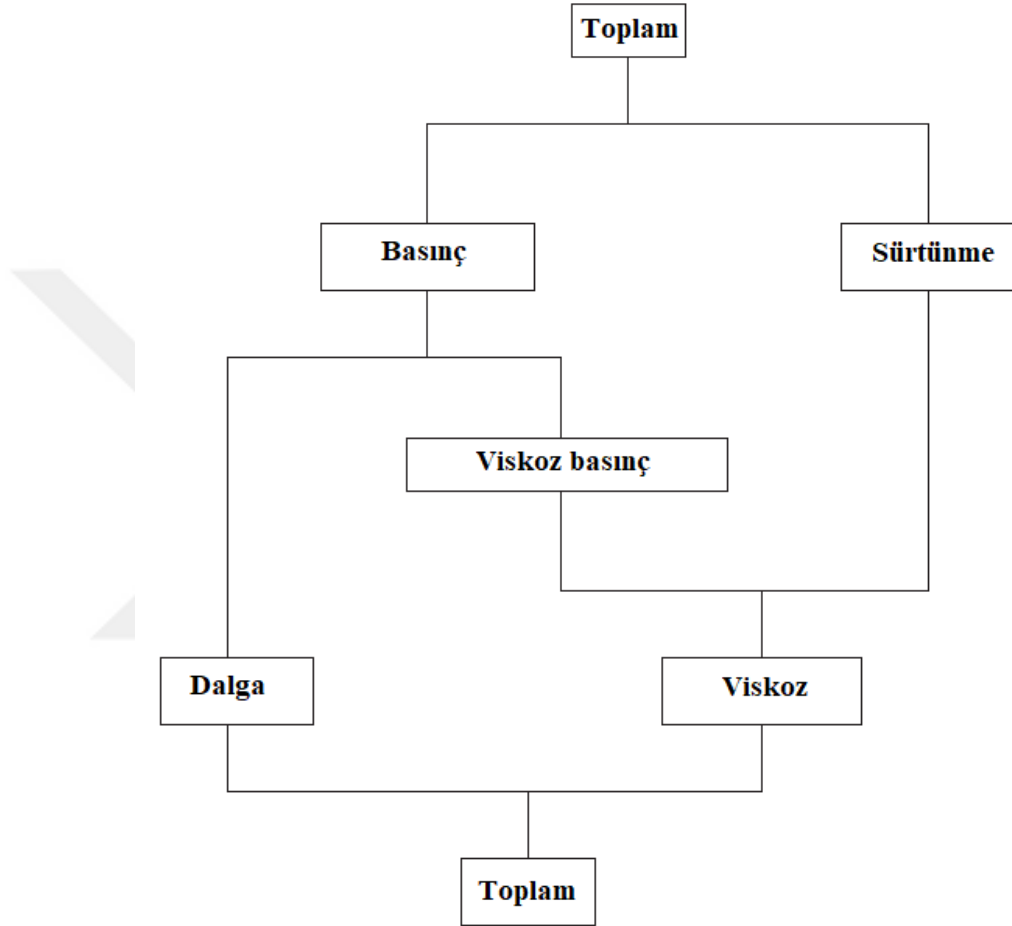 Toplam
Basınç
Sürtünme
Viskoz basınç
Dalga
Viskoz
Toplam